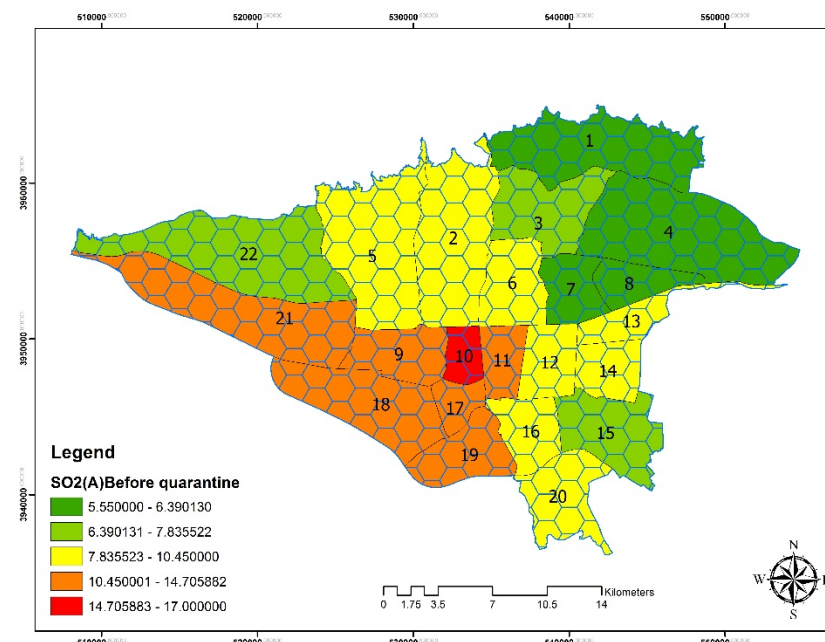 510000 520000 530000 540000 550000
3960000
3950000
3940000
1
3
4
2
5
22
6
7
8
13
21
9
10
11
12
14
18
17
16
15
19
20
Legend
SO2(A)Before quarantine
5.550000 - 6.390130
6.390131 - 7.835522
7.835523 - 10.450000
10.450001 - 14.705882
14.705883 - 17.000000
Kilometers
0 1.75 3.5 7 10.5 14
N
W
S